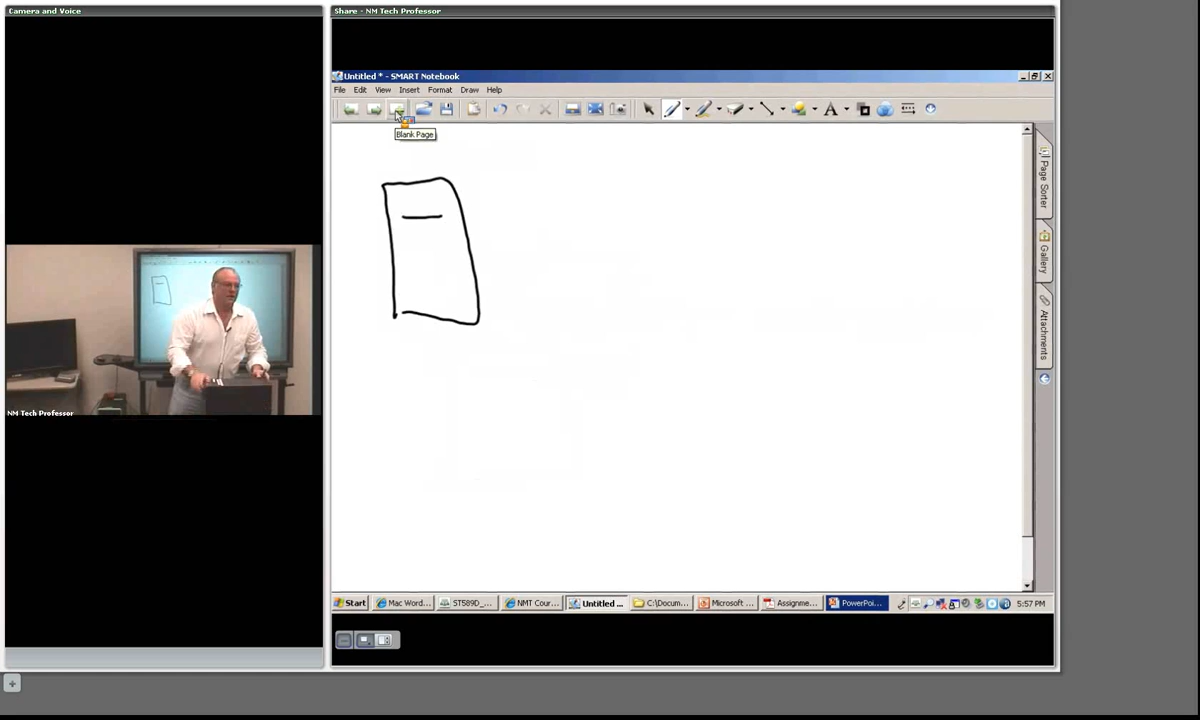 Camera and Voice
Share - NM Tech Professor
Untitled * - SMART Notebook
File Edit View Insert Format Draw Help
A
Blank Page
Page Sorter
Gallery
Attachments
NM Tech Professor
Start Mac Word... ST589D_... NMT Cour... Untitled ... C:\Docum... Microsoft ... Assignme... PowerPoi... 5:57 PM